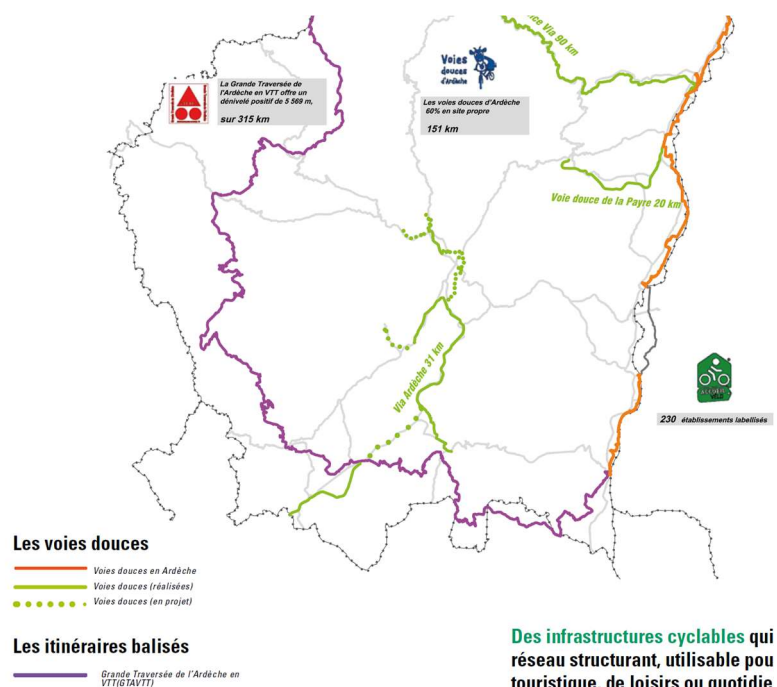 ce Via 90 km
Voies
douces
d'Ardèche
La Grande Traversée de
l'Ardèche en VTT offre un
dénivelé positif de 5 569 m,
sur 315 km
Les voies douces d'Ardèche
60% en site propre
151 km
Voie douce de la Payre 20 km
Via Ardèche 31 km
ACCUEIL
230 établissements labellisés
Les voies douces
Voies douces en Ardèche
Voies douces (réalisées)
Voies douces (en projet)
Les itinéraires balisés
Grande Traversée de l'Ardèche en
VTT(GTAVTT)
Des infrastructures cyclables qui
réseau structurant, utilisable pou
touristique, de loisirs ou quotidie